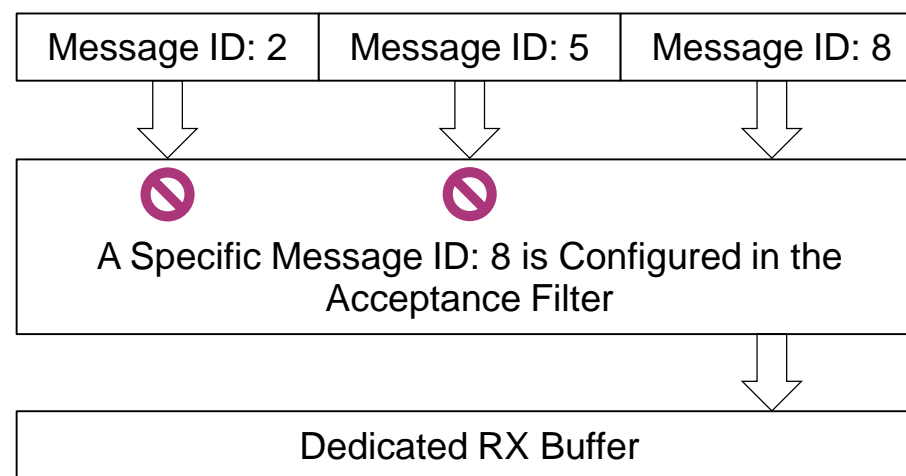 Message ID: 2
Message ID: 5
Message ID: 8
A Specific Message ID: 8 is Configured in the
Acceptance Filter
Dedicated RX Buffer